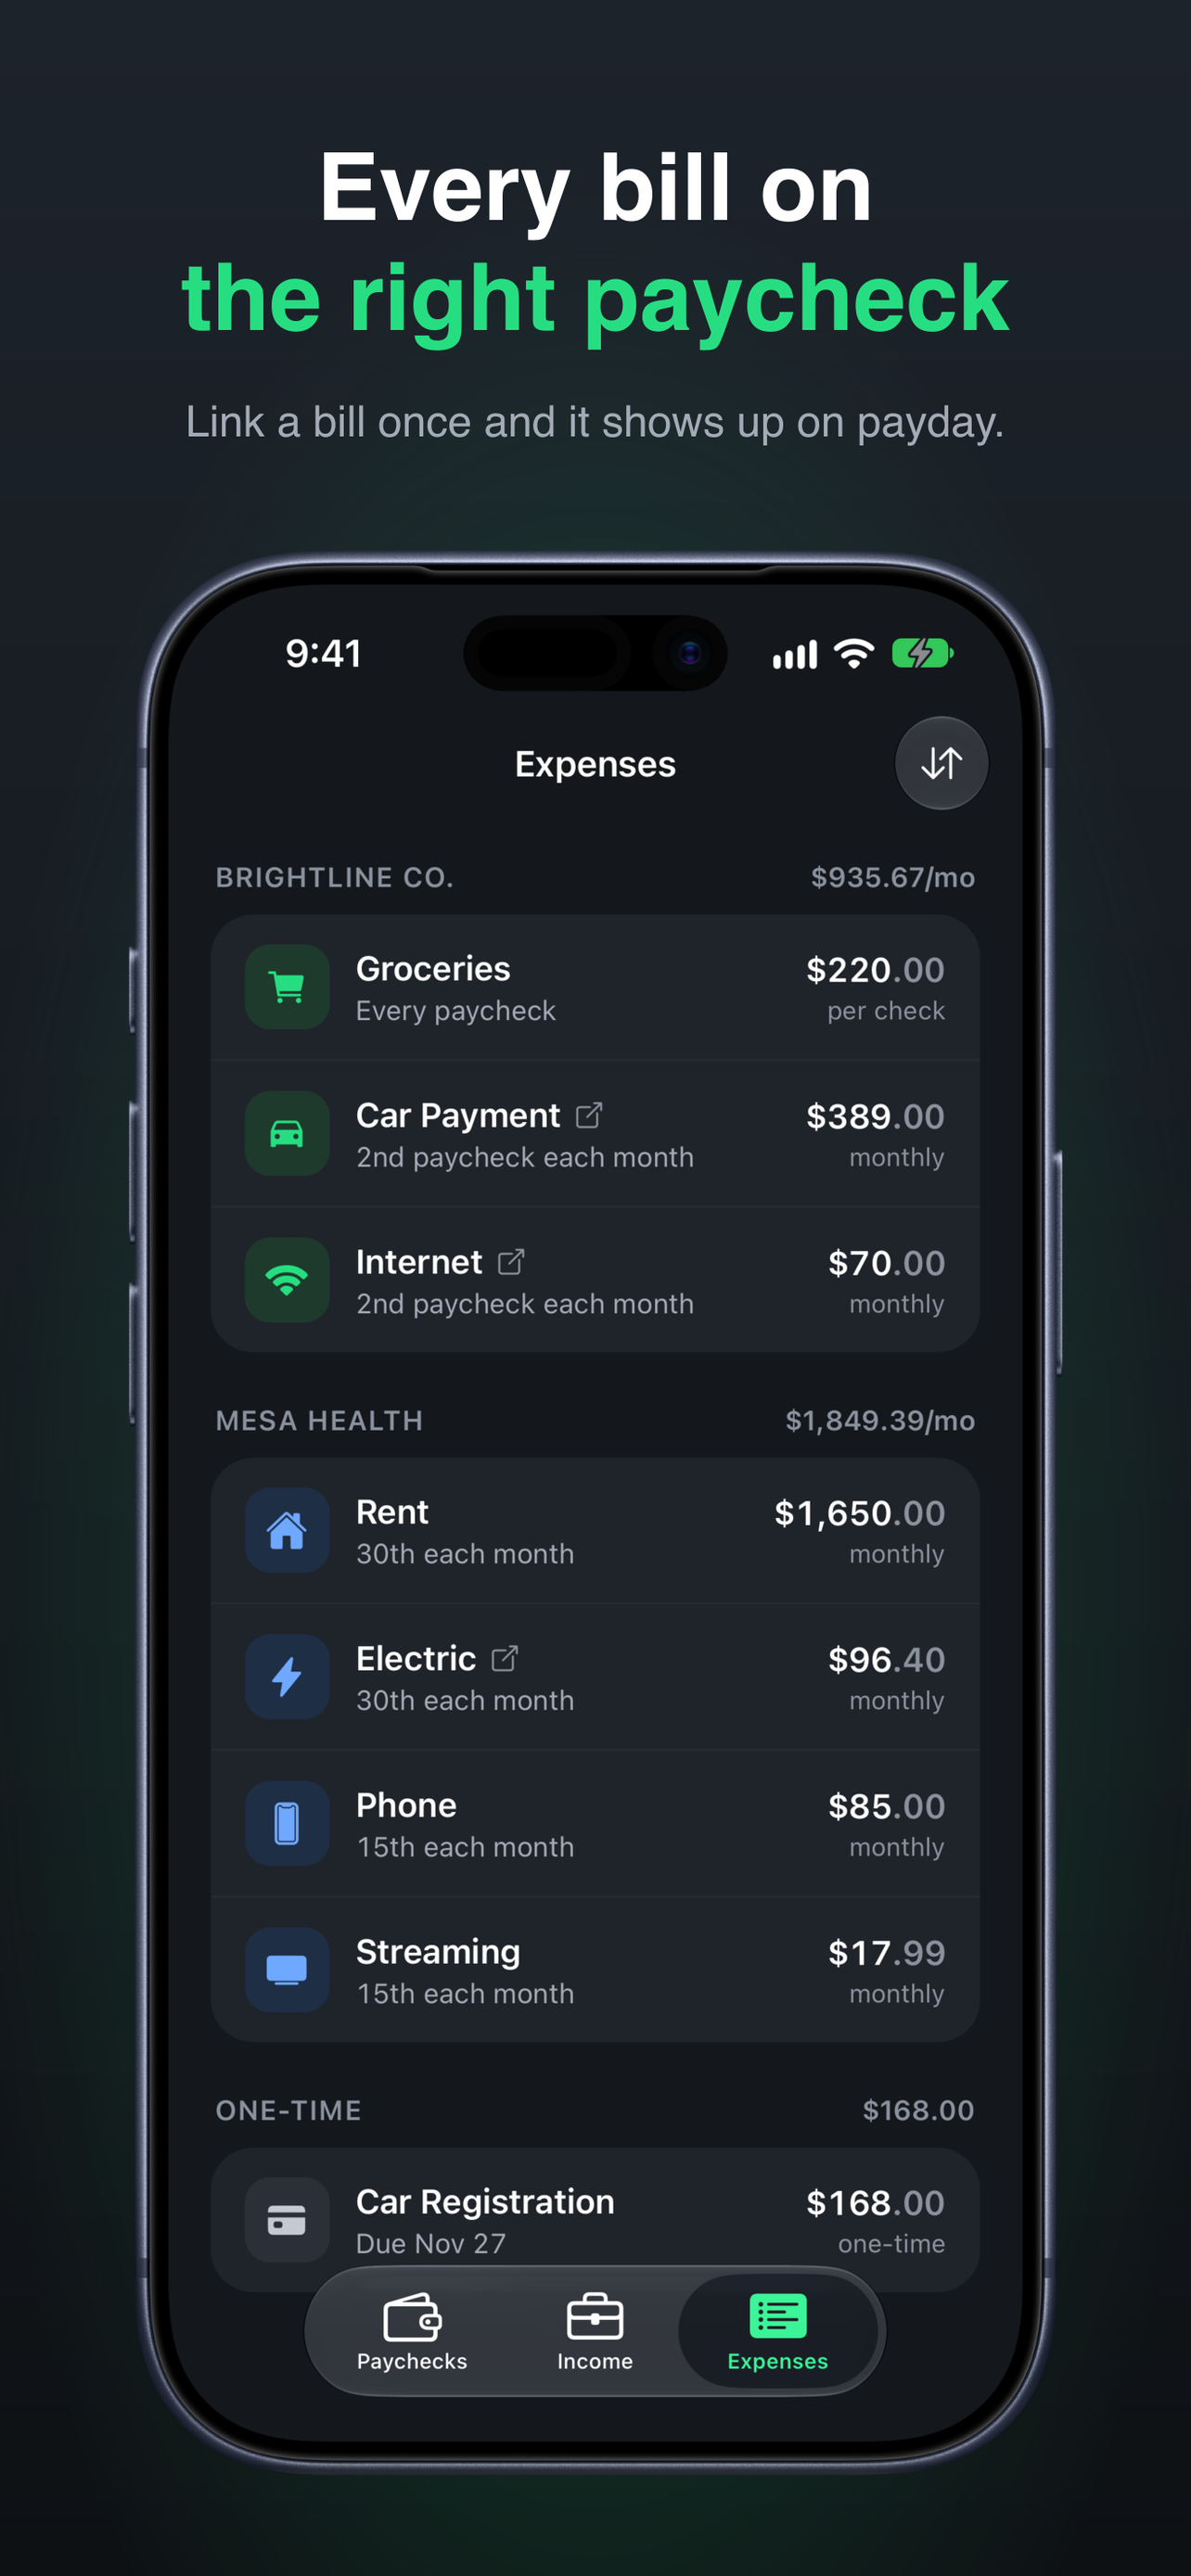 Every bill on
the right paycheck
Link a bill once and it shows up on payday.
9:41
Expenses
BRIGHTLINE CO. $935.67/mo
Groceries $220.00
Every paycheck per check
Car Payment $389.00
2nd paycheck each month monthly
Internet $70.00
2nd paycheck each month monthly
MESA HEALTH $1,849.39/mo
Rent $1,650.00
30th each month monthly
Electric $96.40
30th each month monthly
Phone $85.00
15th each month monthly
Streaming $17.99
15th each month monthly
ONE-TIME $168.00
Car Registration $168.00
Due Nov 27 one-time
Paychecks Income Expenses